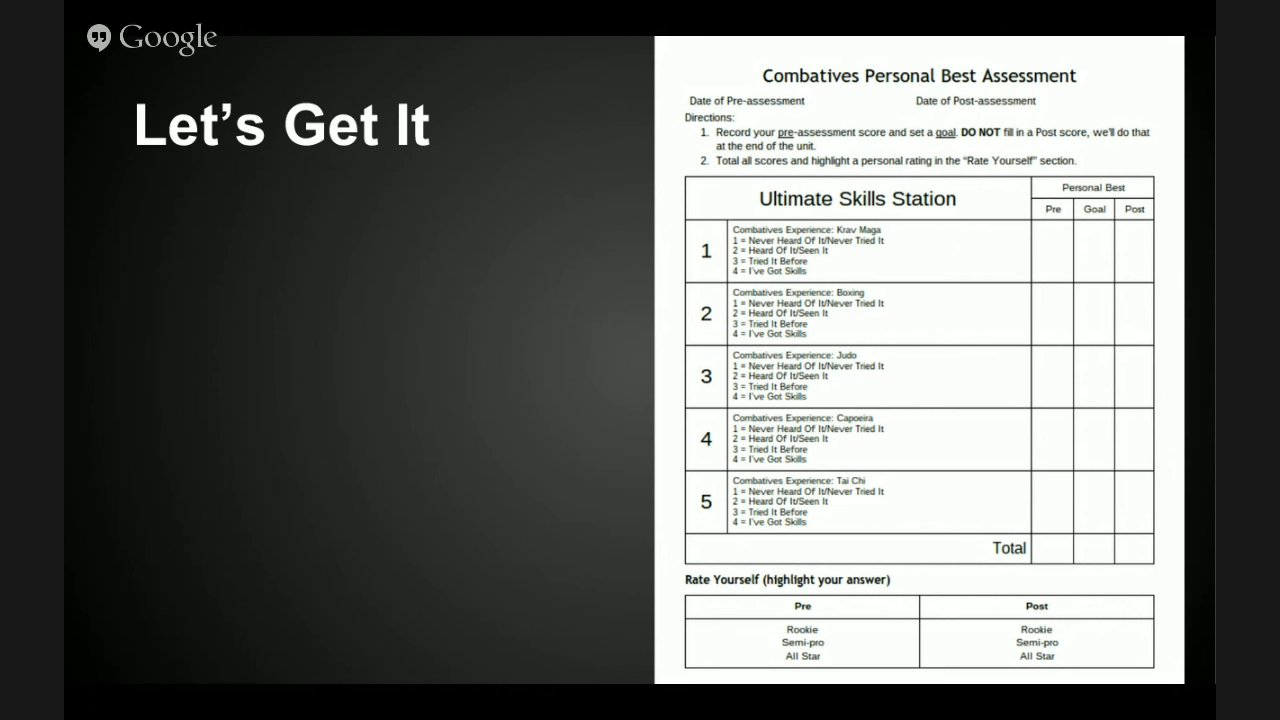 Google
Let's Get It
Combatives Personal Best Assessment
Date of Pre-assessment Date of Post-assessment
Directions:
1. Record your pre-assessment score and set a goal. DO NOT fill in a Post score, we'll do that
at the end of the unit.
2. Total all scores and highlight a personal rating in the "Rate Yourself" section.
Ultimate Skills Station
Personal Best
Pre Goal Post
1
Combatives Experience: Krav Maga
1 = Never Heard Of It/Never Tried It
2 = Heard Of It/Seen It
3 = Tried It Before
4 = I've Got Skills
2
Combatives Experience: Boxing
1 = Never Heard Of It/Never Tried It
2 = Heard Of It/Seen It
3 = Tried It Before
4 = I've Got Skills
3
Combatives Experience: Judo
1 = Never Heard Of It/Never Tried It
2 = Heard Of It/Seen It
3 = Tried It Before
4 = I've Got Skills
4
Combatives Experience: Capoeira
1 = Never Heard Of It/Never Tried It
2 = Heard Of It/Seen It
3 = Tried It Before
4 = I've Got Skills
5
Combatives Experience: Tai Chi
1 = Never Heard Of It/Never Tried It
2 = Heard Of It/Seen It
3 = Tried It Before
4 = I've Got Skills
Total
Rate Yourself (highlight your answer)
Pre Post
Rookie Rookie
Semi-pro Semi-pro
All Star All Star